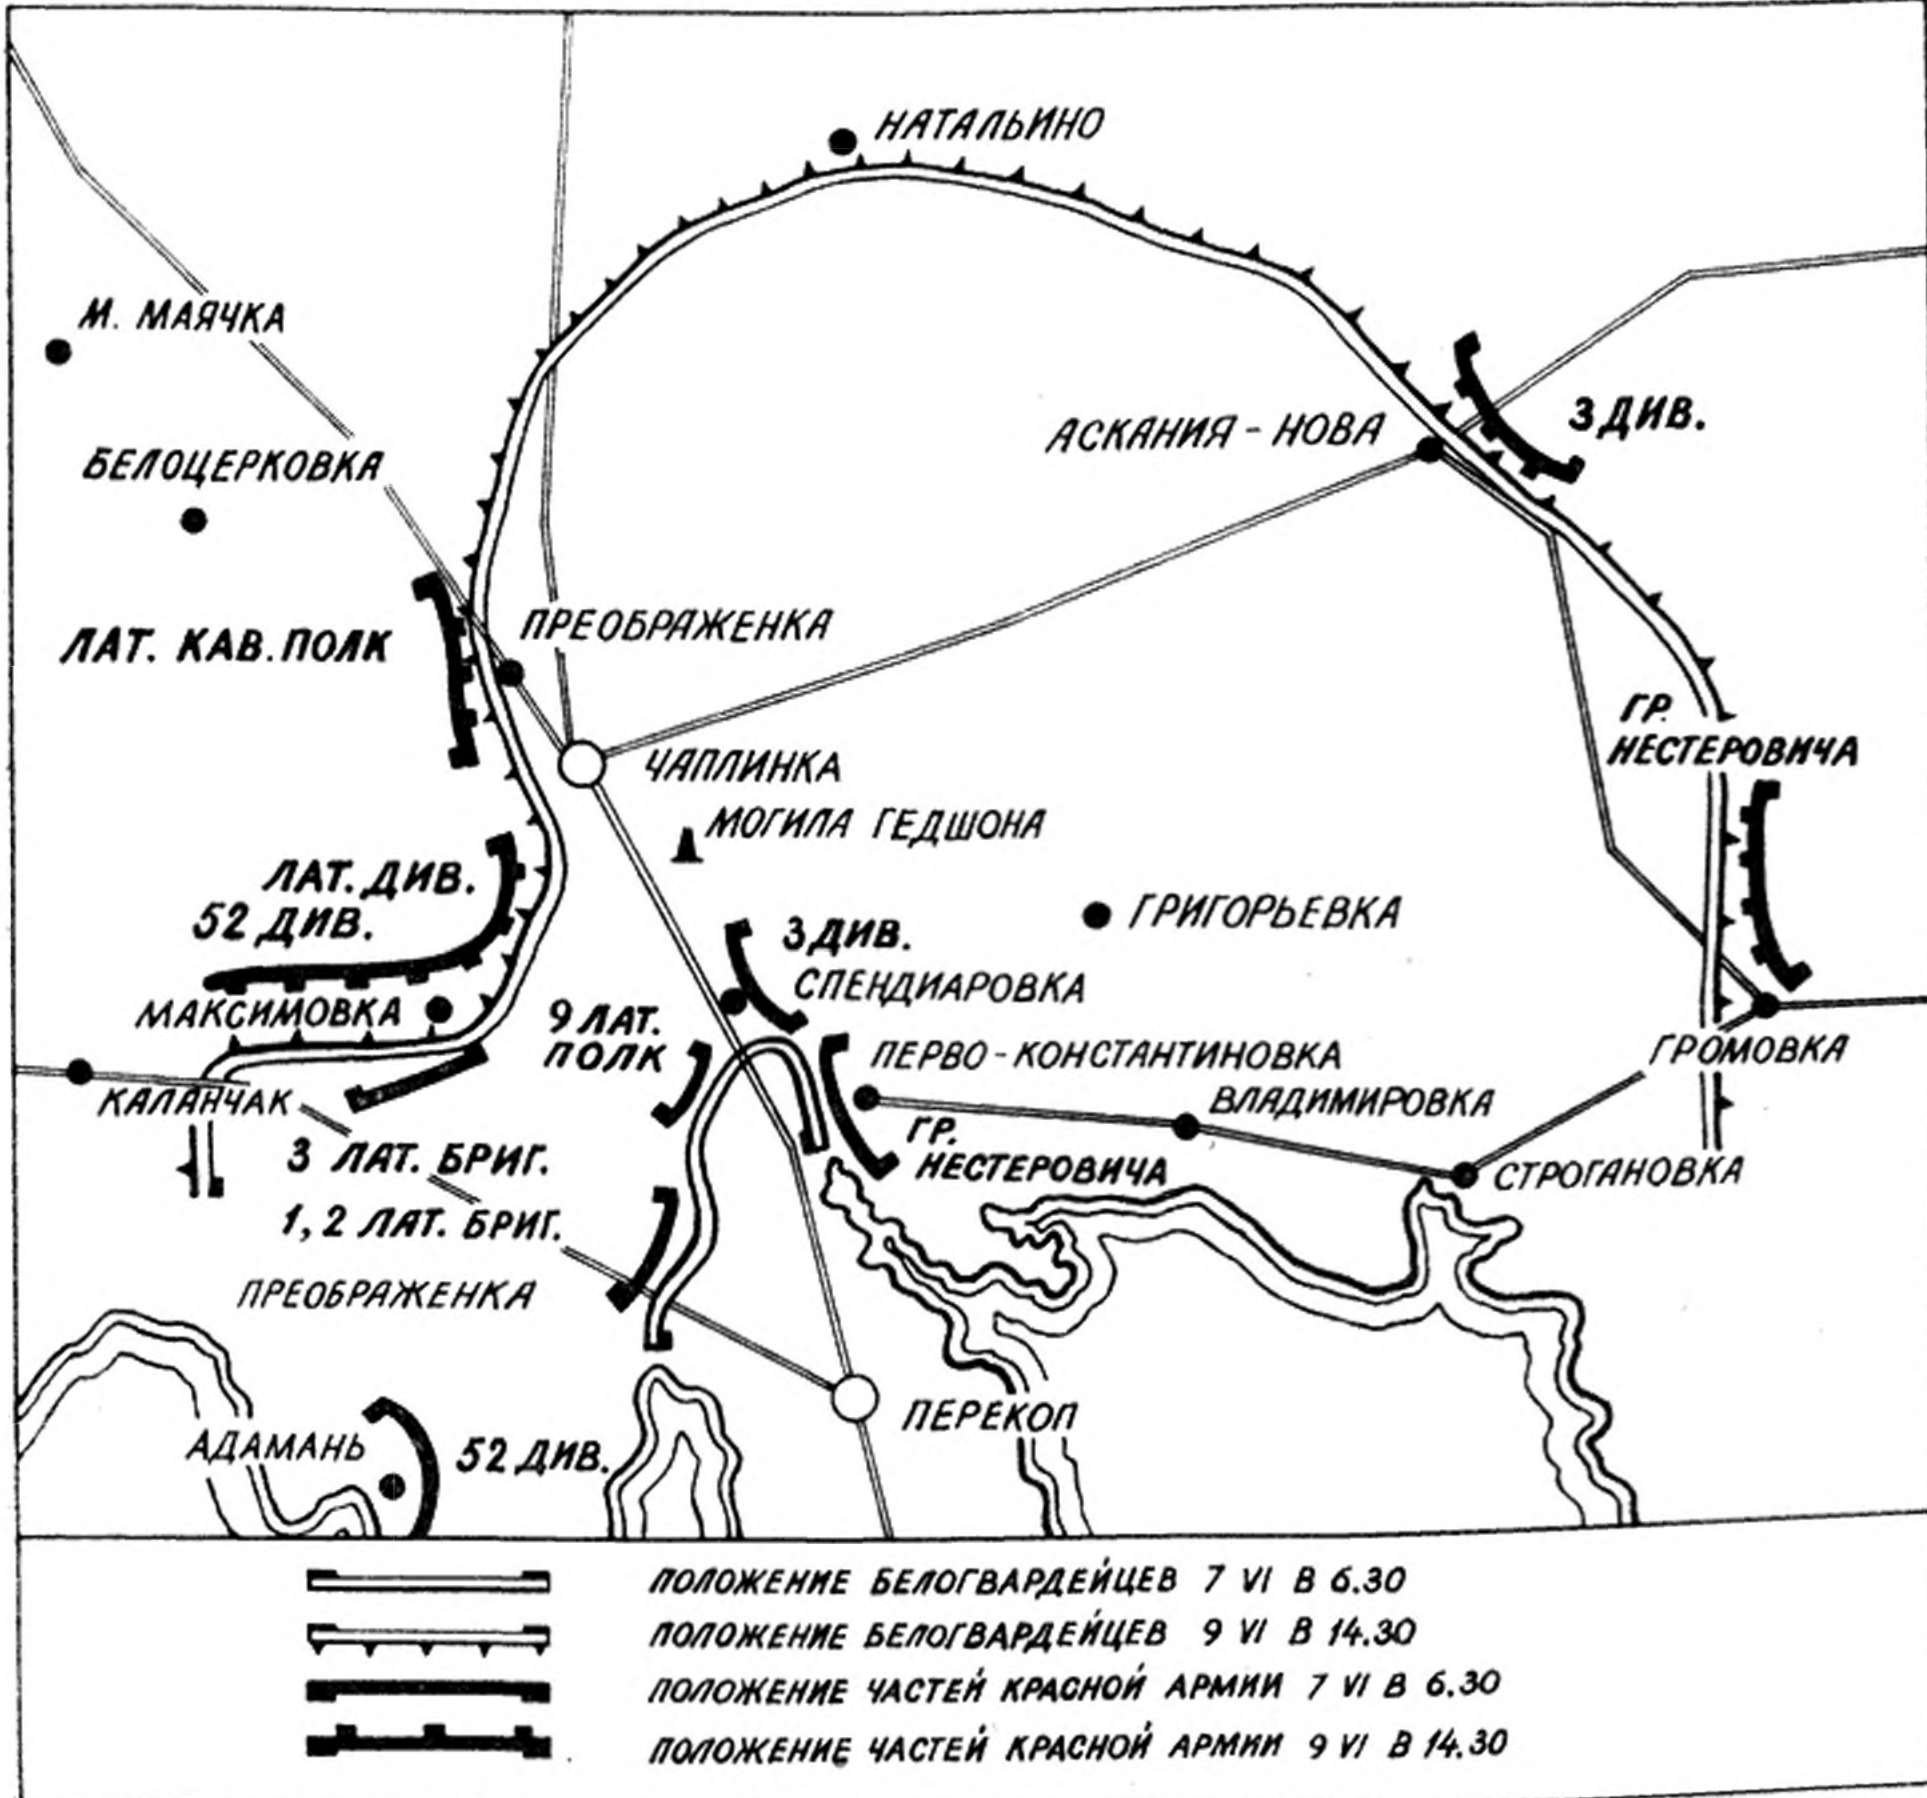 НАТАЛЬИНО
М. МАЯЧКА
АСКАНИЯ - НОВА
3 ДИВ.
БЕЛОЦЕРКОВКА
ЛАТ. КАВ. ПОЛК
ПРЕОБРАЖЕНКА
ГР.
НЕСТЕРОВИЧА
ЧАПЛИНКА
МОГИЛА ГЕДШОНА
ЛАТ. ДИВ.
52 ДИВ.
ГРИГОРЬЕВКА
3 ДИВ.
СПЕНДИАРОВКА
МАКСИМОВКА
9 ЛАТ.
ПОЛК
ПЕРВО - КОНСТАНТИНОВКА
ГРОМОВКА
КАЛАНЧАК
ВЛАДИМИРОВКА
ГР.
НЕСТЕРОВИЧА
3 ЛАТ. БРИГ.
СТРОГАНОВКА
1, 2 ЛАТ. БРИГ.
ПРЕОБРАЖЕНКА
ПЕРЕКОП
АДАМАНЬ
52 ДИВ.
ПОЛОЖЕНИЕ БЕЛОГВАРДЕЙЦЕВ 7 VI В 6.30
ПОЛОЖЕНИЕ БЕЛОГВАРДЕЙЦЕВ 9 VI В 14.30
ПОЛОЖЕНИЕ ЧАСТЕЙ КРАСНОЙ АРМИИ 7 VI В 6.30
ПОЛОЖЕНИЕ ЧАСТЕЙ КРАСНОЙ АРМИИ 9 VI В 14.30